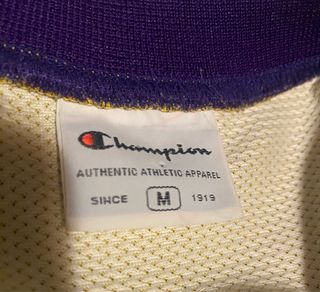 Champion
AUTHENTIC ATHLETIC APPAREL
SINCE M 1919